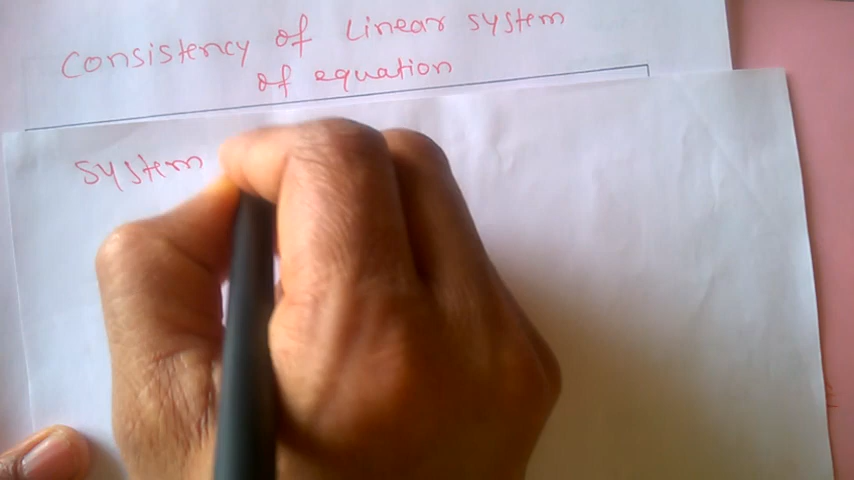 Consistency of Linear system
of equation
System